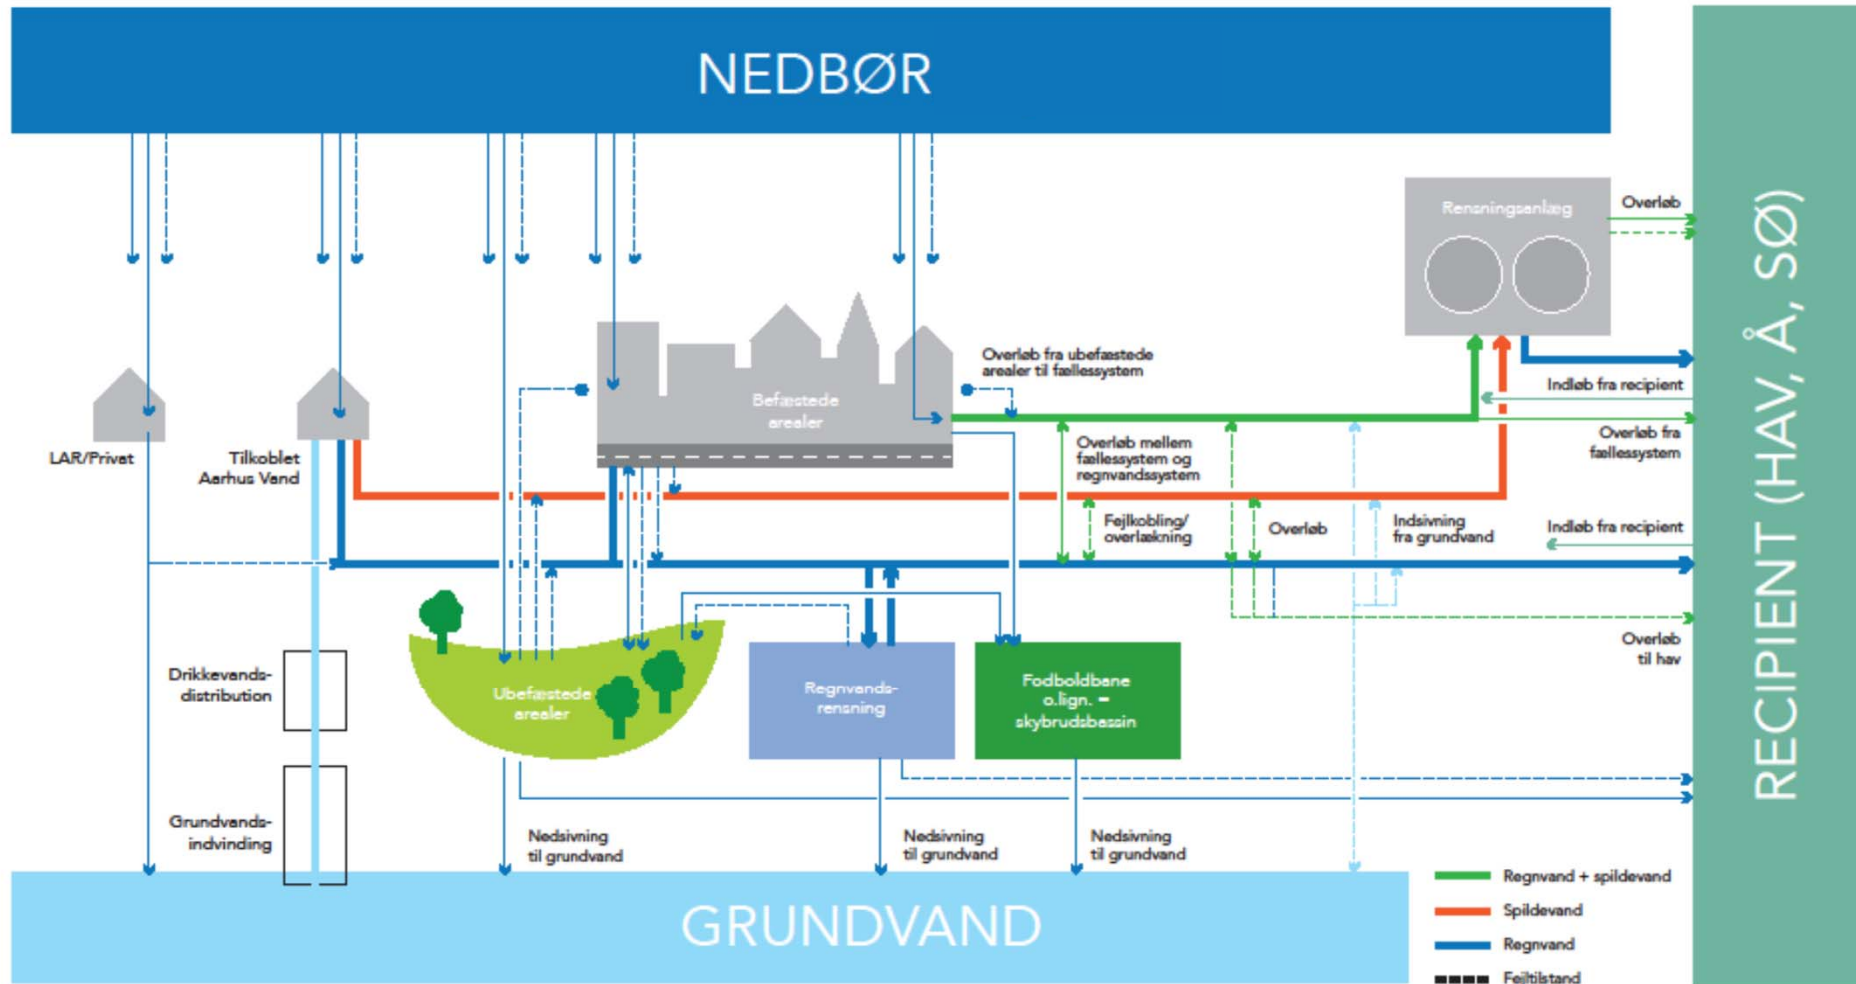 NEDBØR
Rensningsanlæg
Overløb
RECIPIENT (HAV, Å, SØ)
Overløb fra ubefæstede
arealer til fællessystem
Befæstede
arealer
Indløb fra recipient
LAR/Privat
Tilkoblet
Aarhus Vand
Overløb mellem
fællessystem og
regnvandssystem
Overløb fra
fællessystem
Fejlkobling/
overlækning
Overløb
Indsivning
fra grundvand
Indløb fra recipient
Overløb
til hav
Drikkevands-
distribution
Ubefæstede
arealer
Regnvands-
rensning
Fodboldbane
o.lign. =
skybrudsbassin
Grundvands-
indvinding
Nedsivning
til grundvand
Nedsivning
til grundvand
Nedsivning
til grundvand
GRUNDVAND
Regnvand + spildevand
Spildevand
Regnvand
Fejltilstand